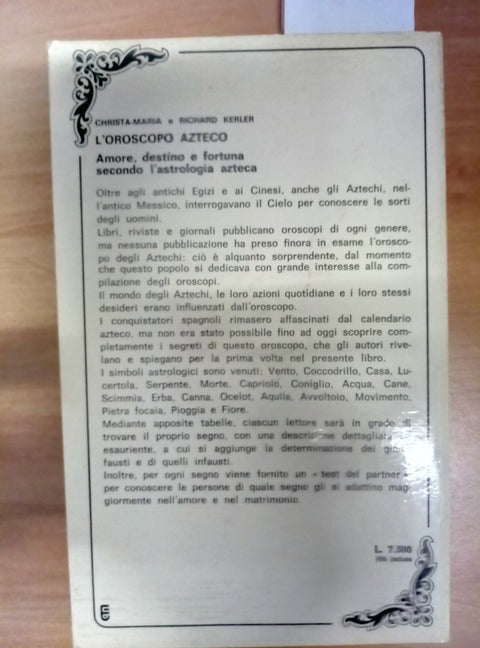 CHRISTA-MARIA e RICHARD KERLER
L'OROSCOPO AZTECO
Amore, destino e fortuna
secondo l'astrologia azteca
Oltre agli antichi Egizi e ai Cinesi, anche gli Aztechi, nel-
l'antico Messico, interrogavano il Cielo per conoscere le sorti
degli uomini.
Libri, riviste e giornali pubblicano oroscopi di ogni genere,
ma nessuna pubblicazione ha preso finora in esame l'orosco-
po degli Aztechi: ciò è alquanto sorprendente, dal momento
che questo popolo si dedicava con grande interesse alla com-
pilazione degli oroscopi.
Il mondo degli Aztechi, le loro azioni quotidiane e i loro stessi
desideri erano influenzati dall'oroscopo.
I conquistatori spagnoli rimasero affascinati dal calendario
azteco, ma non era stato possibile fino ad oggi scoprire com-
pletamente i segreti di questo oroscopo, che gli autori rive-
lano e spiegano per la prima volta nel presente libro.
I simboli astrologici sono venuti: Vento, Coccodrillo, Casa, Lu-
certola, Serpente, Morte, Capriolo, Coniglio, Acqua, Cane,
Scimmia, Erba, Canna, Ocelot, Aquila, Avvoltoio, Movimento,
Pietra focaia, Pioggia e Fiore.
Mediante apposite tabelle, ciascun lettore sarà in grado di
trovare il proprio segno, con una descrizione dettagliata
esauriente, a cui si aggiunge la determinazione dei giorni
fausti e di quelli infausti.
Inoltre, per ogni segno viene fornito un « test del partner »
per conoscere le persone di quale segno gli si adattino mag-
giormente nell'amore e nel matrimonio.
L. 7.500